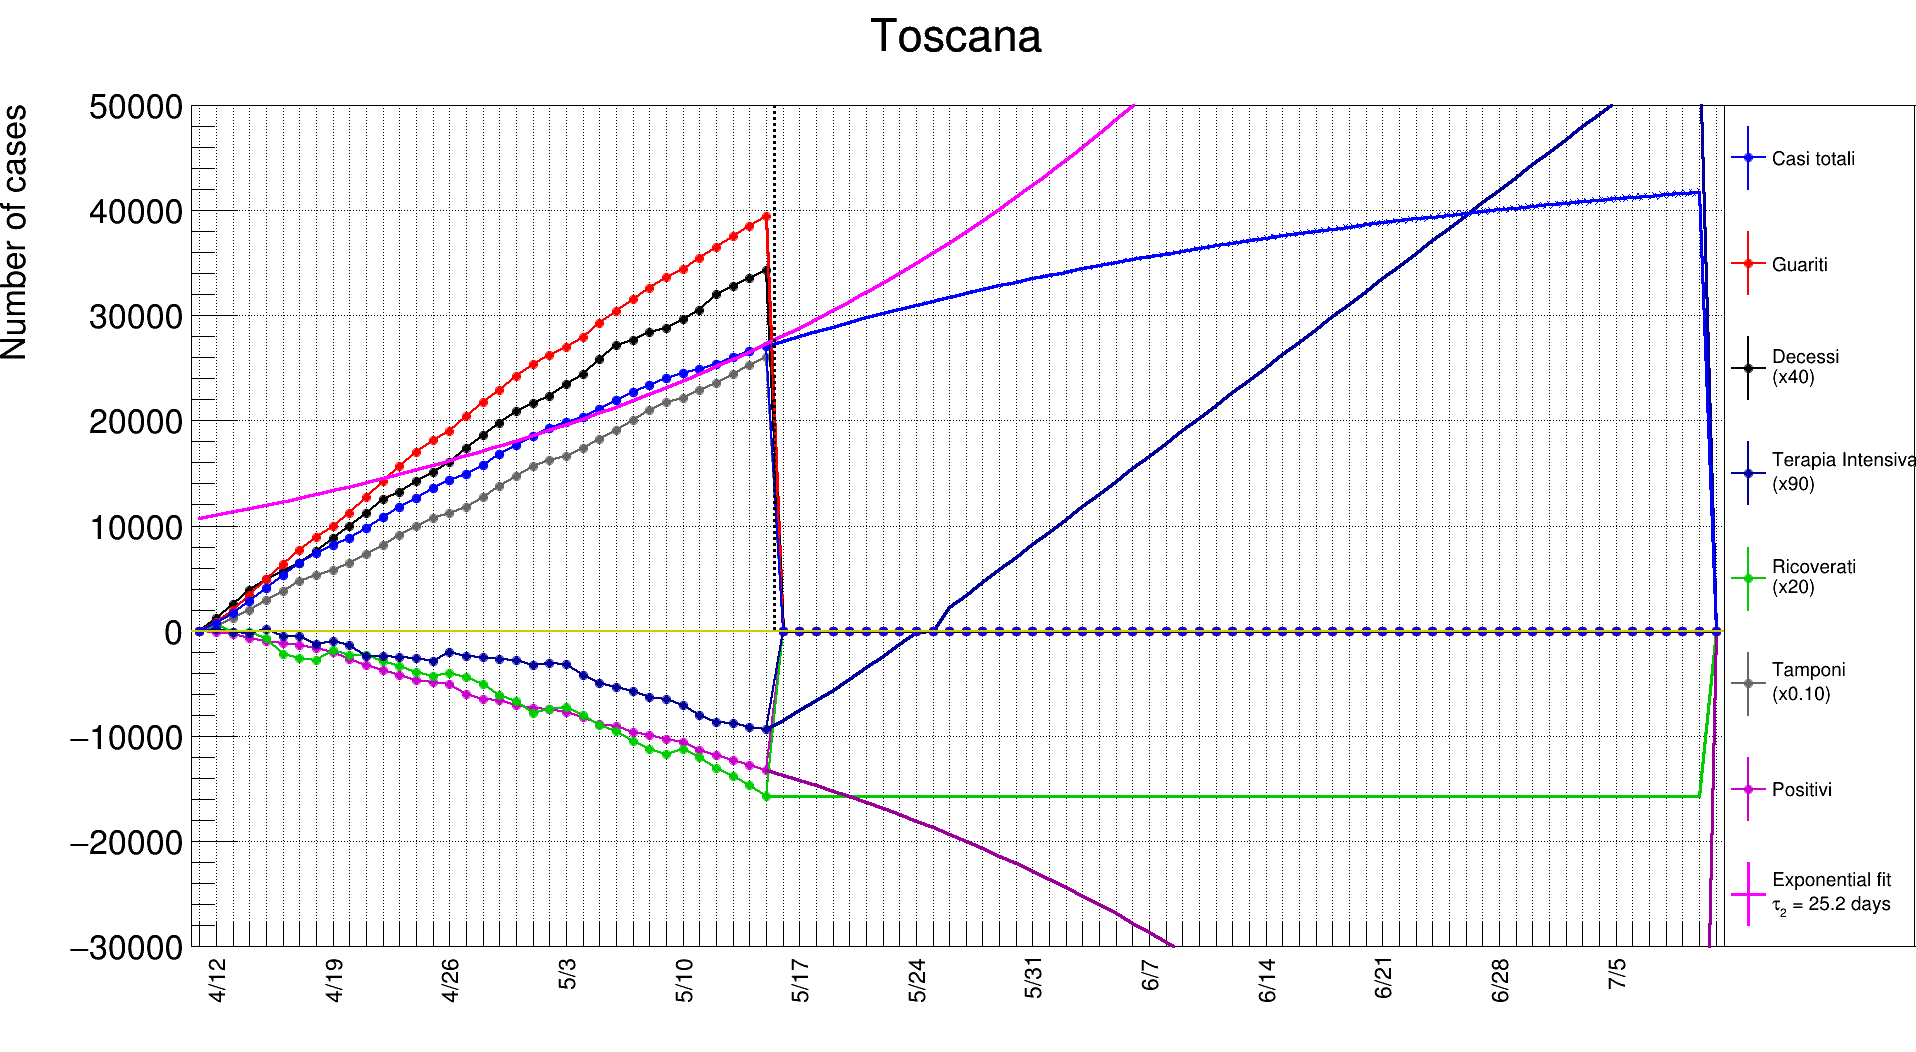 Toscana
Number of cases
50000
40000
30000
20000
10000
0
−10000
−20000
−30000
4/12
4/19
4/26
5/3
5/10
5/17
5/24
5/31
6/7
6/14
6/21
6/28
7/5
Casi totali
Guariti
Decessi
(x40)
Terapia Intensiva
(x90)
Ricoverati
(x20)
Tamponi
(x0.10)
Positivi
Exponential fit
τ2 = 25.2 days